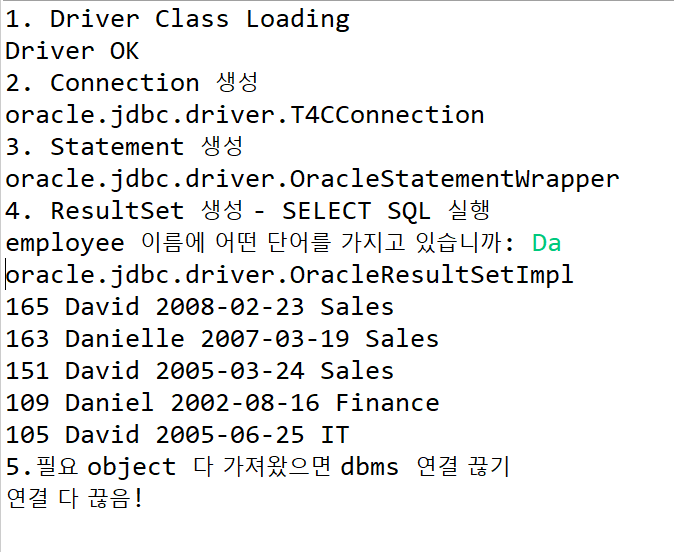 1. Driver Class Loading
Driver OK
2. Connection 생성
oracle.jdbc.driver.T4CConnection
3. Statement 생성
oracle.jdbc.driver.OracleStatementWrapper
4. ResultSet 생성 - SELECT SQL 실행
employee 이름에 어떤 단어를 가지고 있습니까: Da
oracle.jdbc.driver.OracleResultSetImpl
165 David 2008-02-23 Sales
163 Danielle 2007-03-19 Sales
151 David 2005-03-24 Sales
109 Daniel 2002-08-16 Finance
105 David 2005-06-25 IT
5.필요 object 다 가져왔으면 dbms 연결 끊기
연결 다 끊음!